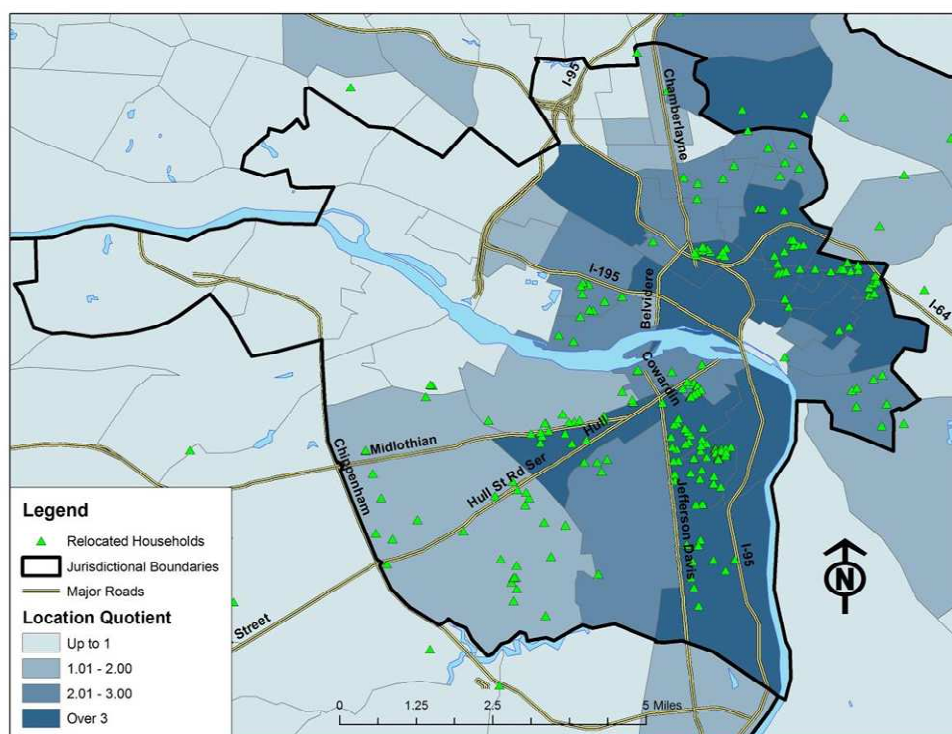 I-95
Chamberlayne
I-195
Belvidere
I-64
Cowardin
Hull
Midlothian
Chippenham
Hull St Rd Ser
Jefferson Davis
I-95
Street
Legend
Relocated Households
Jurisdictional Boundaries
Major Roads
Location Quotient
Up to 1
1.01 - 2.00
2.01 - 3.00
Over 3
N
0 1.25 2.5 5 Miles